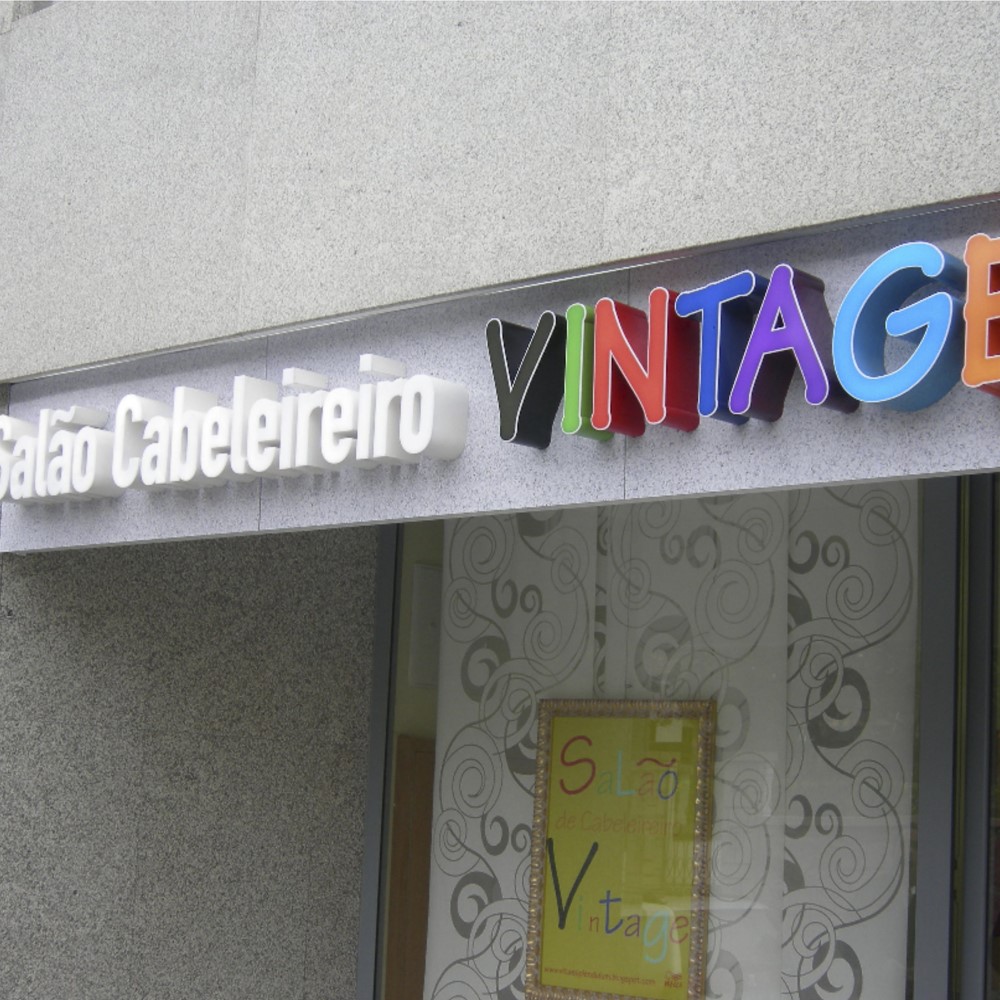 Salão Cabeleireiro VINTAGE
SaLão
de Cabeleireiro
Vintage